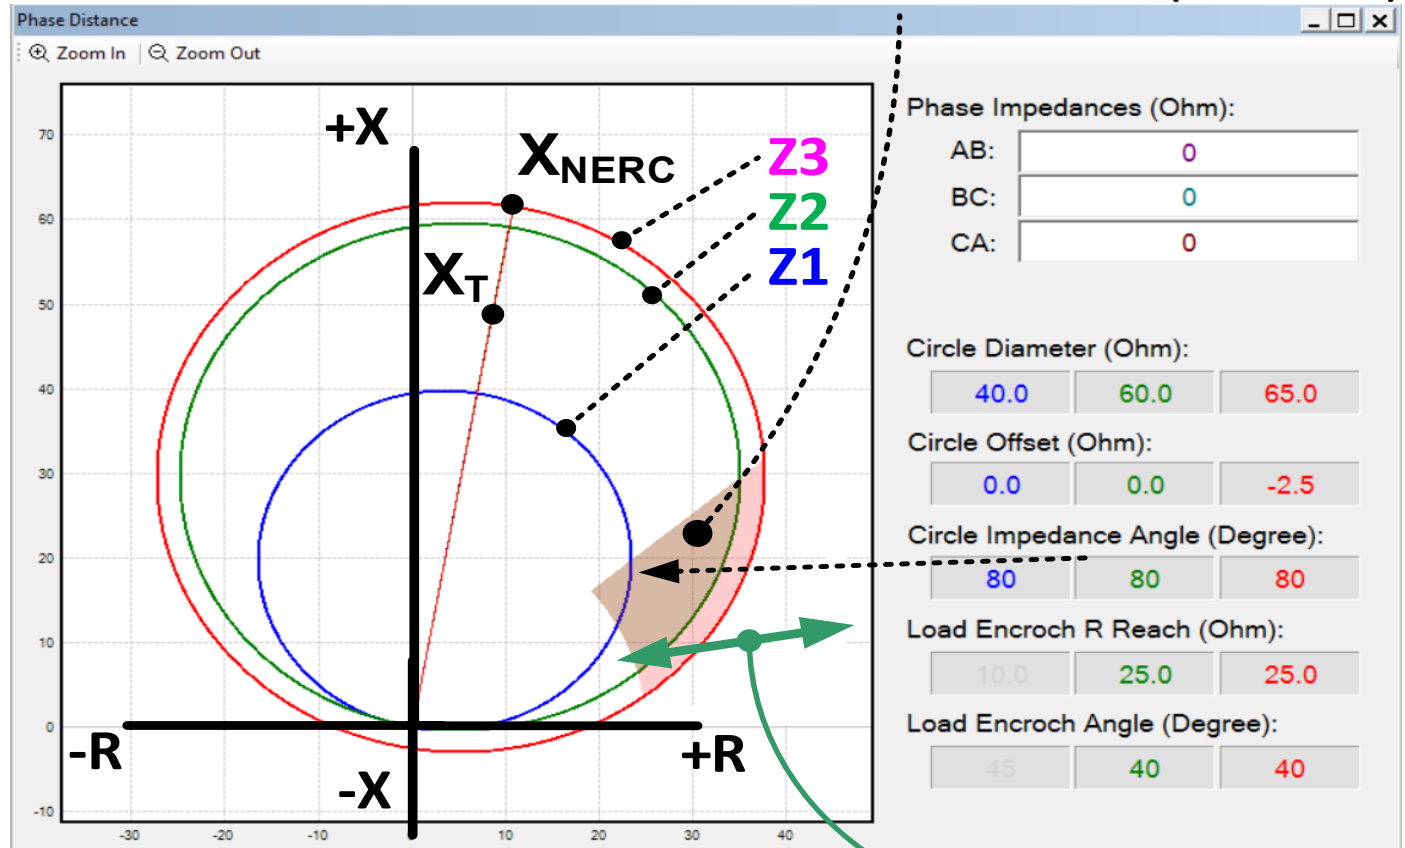 Phase Distance
Zoom In Zoom Out
+X
-X
-R
+R
XNERC
XT
Z3
Z2
Z1
70
60
50
40
30
20
10
0
-10
-30
-20
-10
10
20
30
40
Phase Impedances (Ohm):
AB: 0
BC: 0
CA: 0
Circle Diameter (Ohm):
40.0 60.0 65.0
Circle Offset (Ohm):
0.0 0.0 -2.5
Circle Impedance Angle (Degree):
80 80 80
Load Encroch R Reach (Ohm):
10.0 25.0 25.0
Load Encroch Angle (Degree):
45 40 40